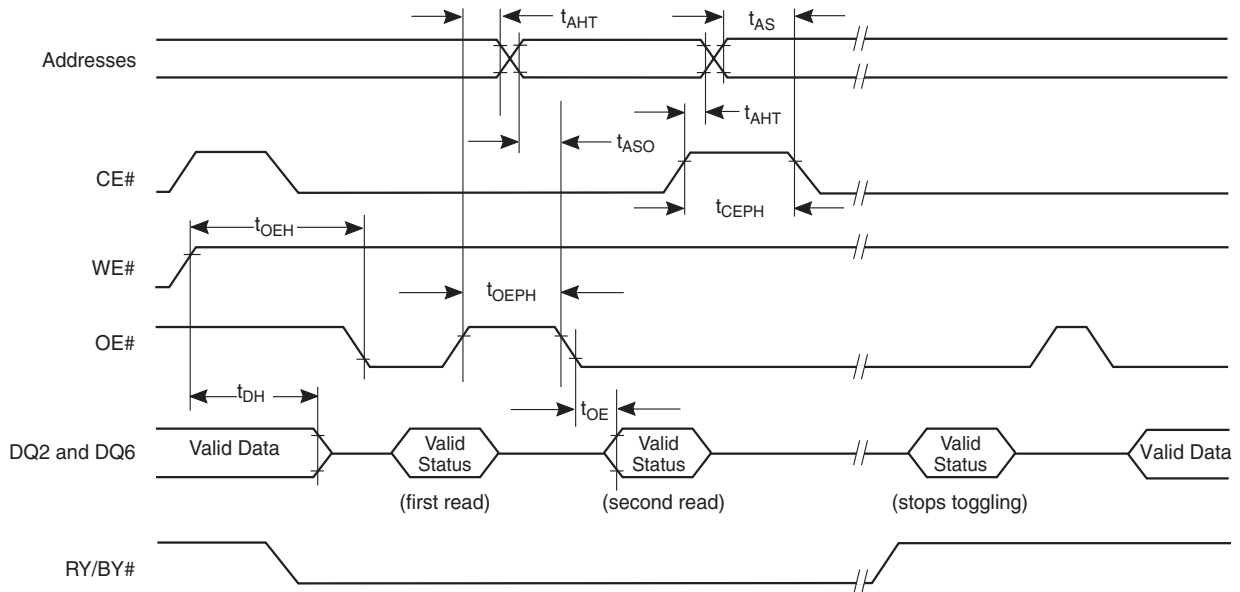 tAHT
tAS
Addresses
tAHT
tASO
CE#
tCEPH
tOEH
WE#
tOEPH
OE#
tDH
tOE
DQ2 and DQ6
Valid Data
Valid
Status
Valid
Status
Valid
Status
Valid Data
(first read)
(second read)
(stops toggling)
RY/BY#